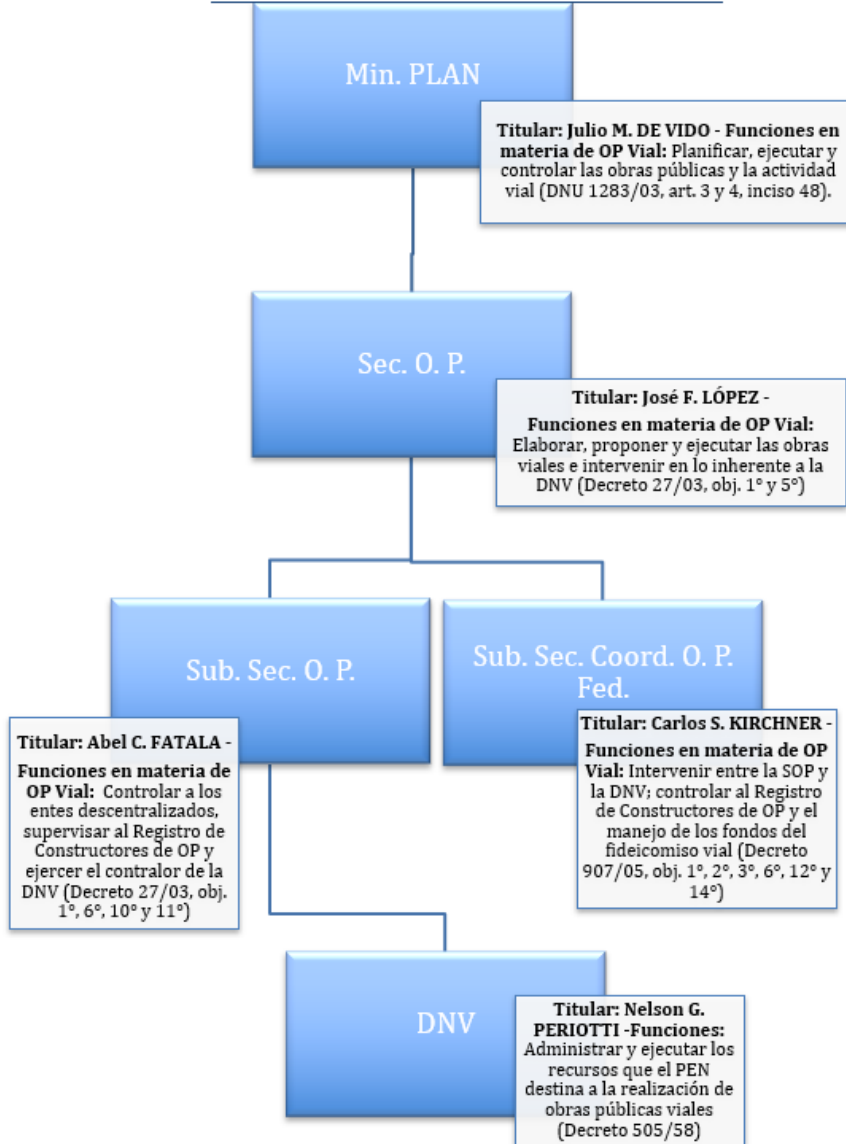 Min. PLAN
Titular: Julio M. DE VIDO - Funciones en
materia de OP Vial: Planificar, ejecutar y
controlar las obras públicas y la actividad
vial (DNU 1283/03, art. 3 y 4, inciso 48).
Sec. O. P.
Titular: José F. LÓPEZ -
Funciones en materia de OP Vial:
Elaborar, proponer y ejecutar las obras
viales e intervenir en lo inherente a la
DNV (Decreto 27/03, obj. 1° y 5°)
Sub. Sec. O. P.
Titular: Abel C. FATALA -
Funciones en materia de
OP Vial: Controlar a los
entes descentralizados,
supervisar al Registro de
Constructores de OP y
ejercer el contralor de la
DNV (Decreto 27/03, obj.
1°, 6°, 10° y 11°)
Sub. Sec. Coord. O. P.
Fed.
Titular: Carlos S. KIRCHNER -
Funciones en materia de OP
Vial: Intervenir entre la SOP y
la DNV; controlar al Registro
de Constructores de OP y el
manejo de los fondos del
fideicomiso vial (Decreto
907/05, obj. 1°, 2°, 3°, 6°, 12° y
14°)
DNV
Titular: Nelson G.
PERIOTTI -Funciones:
Administrar y ejecutar los
recursos que el PEN
destina a la realización de
obras públicas viales
(Decreto 505/58)